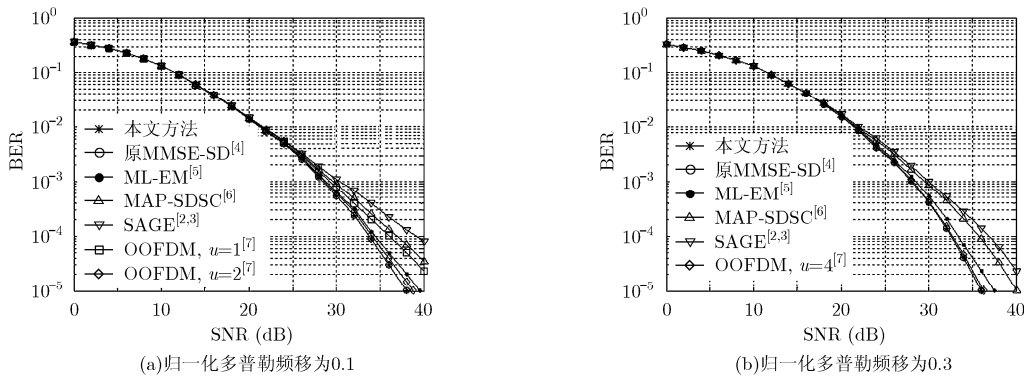 BER
10^0
10^-1
10^-2
10^-3
10^-4
10^-5
本文方法
原MMSE-SD[4]
ML-EM[5]
MAP-SDSC[6]
SAGE[2,3]
OOFDM, u=1[7]
OOFDM, u=2[7]
0 10 20 30 40
SNR (dB)
(a)归一化多普勒频移为0.1
BER
10^0
10^-1
10^-2
10^-3
10^-4
10^-5
本文方法
原MMSE-SD[4]
ML-EM[5]
MAP-SDSC[6]
SAGE[2,3]
OOFDM, u=4[7]
0 10 20 30 40
SNR (dB)
(b)归一化多普勒频移为0.3